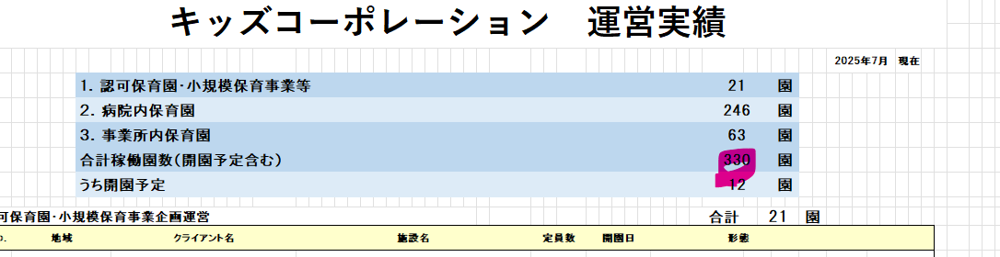 キッズコーポレーション　運営実績
2025年7月　現在
1. 認可保育園･小規模保育事業等 21 園
2. 病院内保育園 246 園
3. 事業所内保育園 63 園
合計稼働園数(開園予定含む) 330 園
うち開園予定 12 園
可保育園･小規模保育事業企画運営 合計 21 園
地域 クライアント名 施設名 定員数 開園日 形態